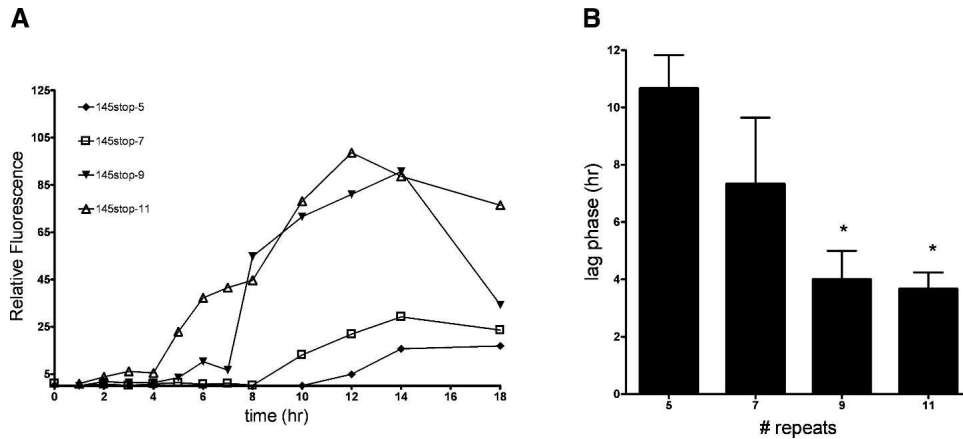 A
Relative Fluorescence
125
105
85
65
45
25
5
145stop-5
145stop-7
145stop-9
145stop-11
0 2 4 6 8 10 12 14 16 18
time (hr)
B
lag phase (hr)
12
10
8
6
4
2
0
* *
5 7 9 11
# repeats